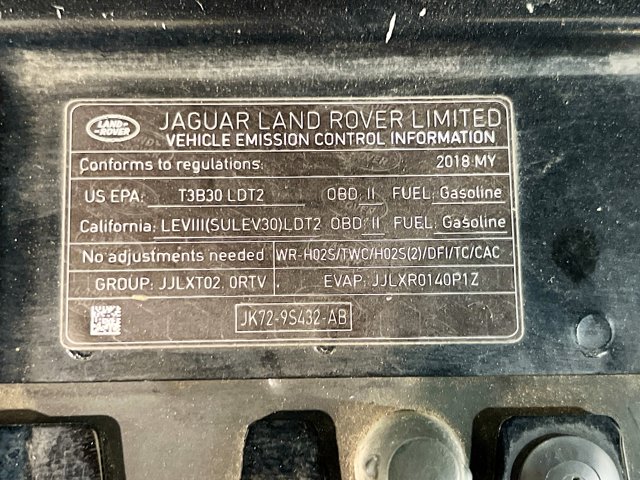 LAND-
ROVER
JAGUAR LAND ROVER LIMITED
VEHICLE EMISSION CONTROL INFORMATION
Conforms to regulations: 2018 MY
US EPA: T3B30 LDT2 OBD: II FUEL: Gasoline
California: LEVIII(SULEV30)LDT2 OBD: II FUEL: Gasoline
No adjustments needed WR-HO2S/TWC/HO2S(2)/DFI/TC/CAC
GROUP: JJLXT02.0RTV EVAP: JJLXR0140P1Z
JK72-9S432-AB